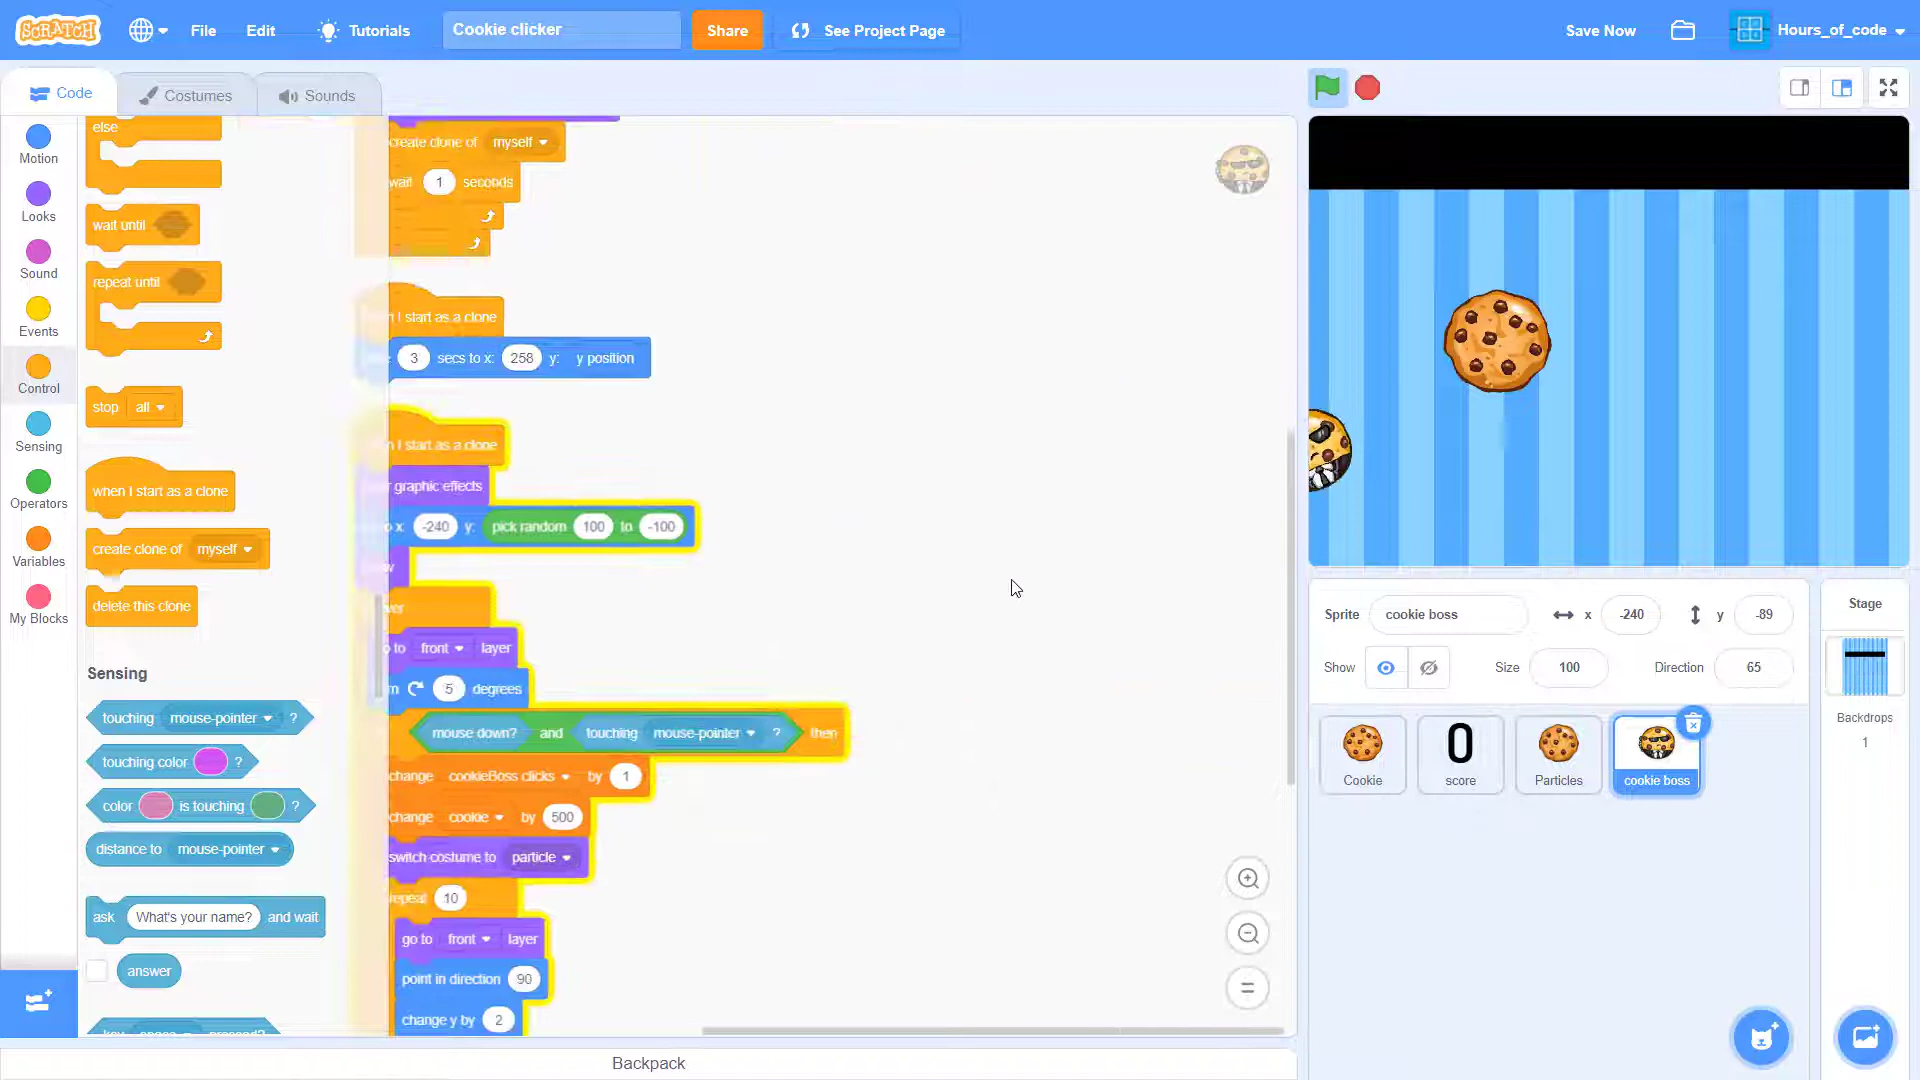 SCRATCH File Edit Tutorials Cookie clicker Share See Project Page Save Now Hours_of_code
Code Costumes Sounds
Motion
Looks
Sound
Events
Control
Sensing
Operators
Variables
My Blocks
else
wait until
repeat until
stop all
when I start as a clone
create clone of myself
delete this clone
Sensing
touching mouse-pointer ?
touching color ?
color is touching ?
distance to mouse-pointer
ask What's your name? and wait
answer
create clone of myself
wait 1 seconds
I start as a clone
3 secs to x: 258 y: y position
I start as a clone
graphic effects
x: -240 y: pick random 100 to -100
to front layer
5 degrees
mouse down? and touching mouse-pointer ? then
change cookieBoss clicks by 1
change cookie by 500
switch costume to particle
repeat 10
go to front layer
point in direction 90
change y by 2
Sprite cookie boss x -240 y -89
Show Size 100 Direction 65
Cookie
0
score
Particles
cookie boss
Stage
Backdrops
1
Backpack